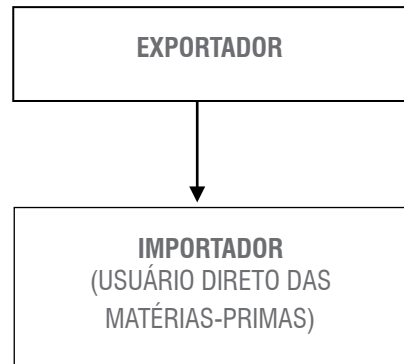 EXPORTADOR
IMPORTADOR
(USUÁRIO DIRETO DAS
MATÉRIAS-PRIMAS)